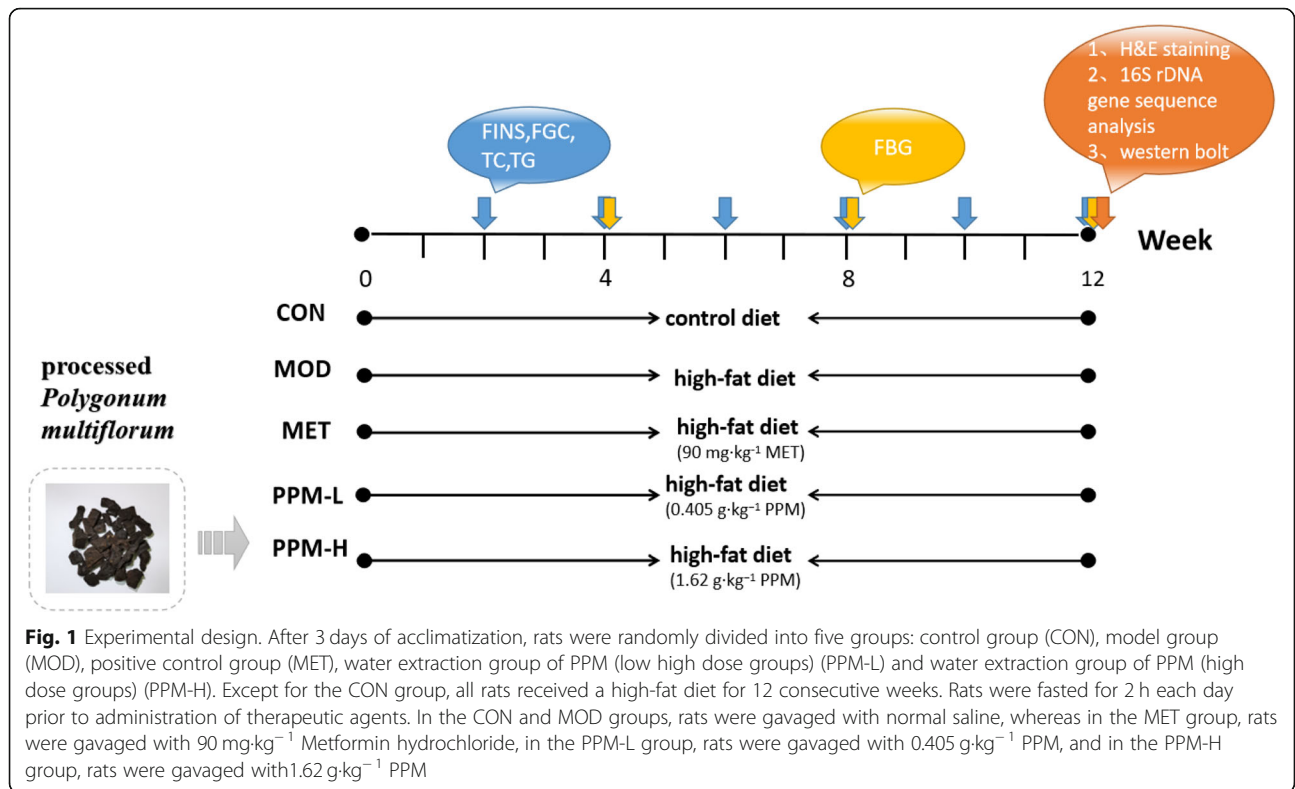 1、 H&E staining
2、 16S rDNA
gene sequence
analysis
3、 western bolt
FINS,FGC,
TC,TG
FBG
Week
0
4
8
12
CON
control diet
MOD
high-fat diet
MET
high-fat diet
(90 mg·kg⁻¹ MET)
PPM-L
high-fat diet
(0.405 g·kg⁻¹ PPM)
PPM-H
high-fat diet
(1.62 g·kg⁻¹ PPM)
processed
Polygonum
multiflorum
Fig. 1 Experimental design. After 3 days of acclimatization, rats were randomly divided into five groups: control group (CON), model group
(MOD), positive control group (MET), water extraction group of PPM (low high dose groups) (PPM-L) and water extraction group of PPM (high
dose groups) (PPM-H). Except for the CON group, all rats received a high-fat diet for 12 consecutive weeks. Rats were fasted for 2 h each day
prior to administration of therapeutic agents. In the CON and MOD groups, rats were gavaged with normal saline, whereas in the MET group, rats
were gavaged with 90 mg·kg⁻¹ Metformin hydrochloride, in the PPM-L group, rats were gavaged with 0.405 g·kg⁻¹ PPM, and in the PPM-H
group, rats were gavaged with1.62 g·kg⁻¹ PPM